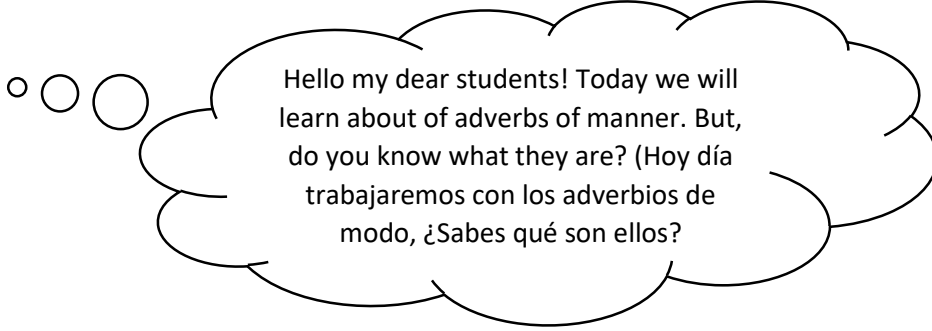 Hello my dear students! Today we will
learn about of adverbs of manner. But,
do you know what they are? (Hoy día
trabajaremos con los adverbios de
modo, ¿Sabes qué son ellos?